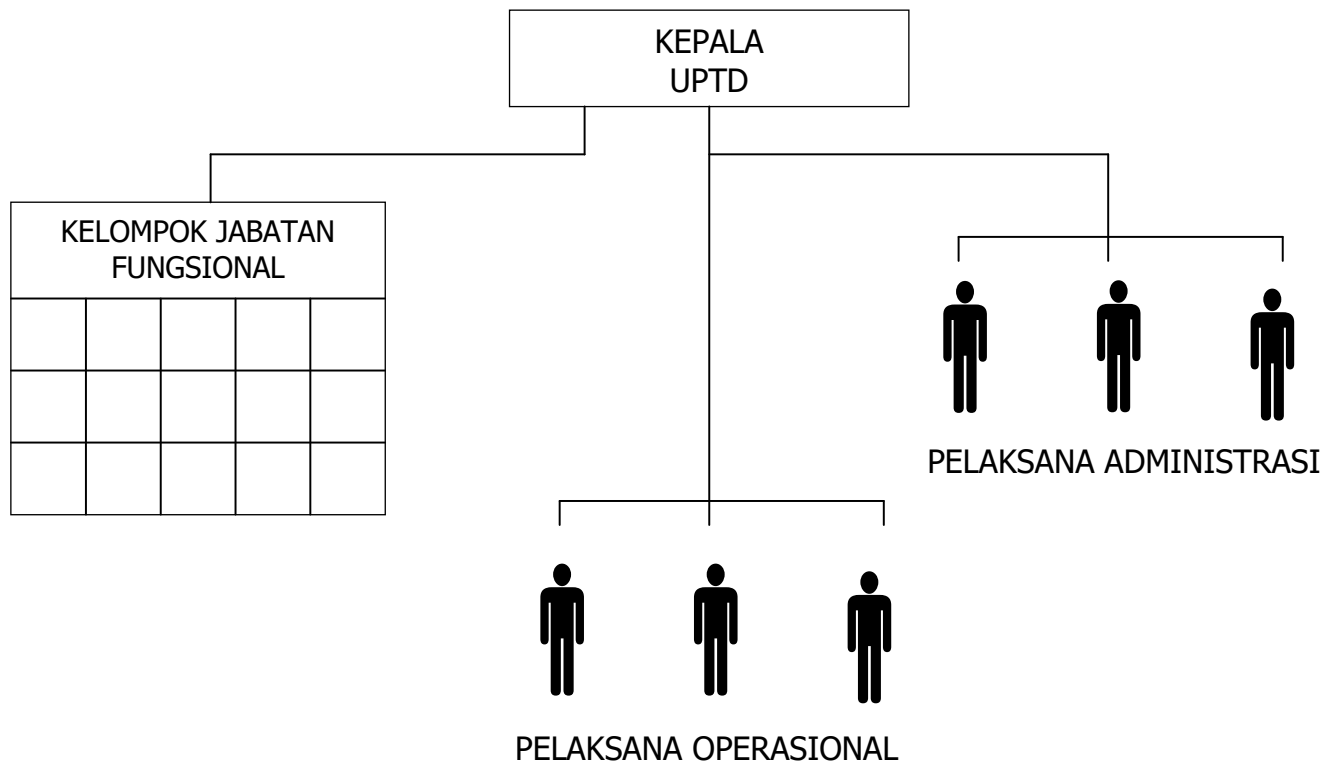 KEPALA
UPTD
KELOMPOK JABATAN
FUNGSIONAL
PELAKSANA ADMINISTRASI
PELAKSANA OPERASIONAL